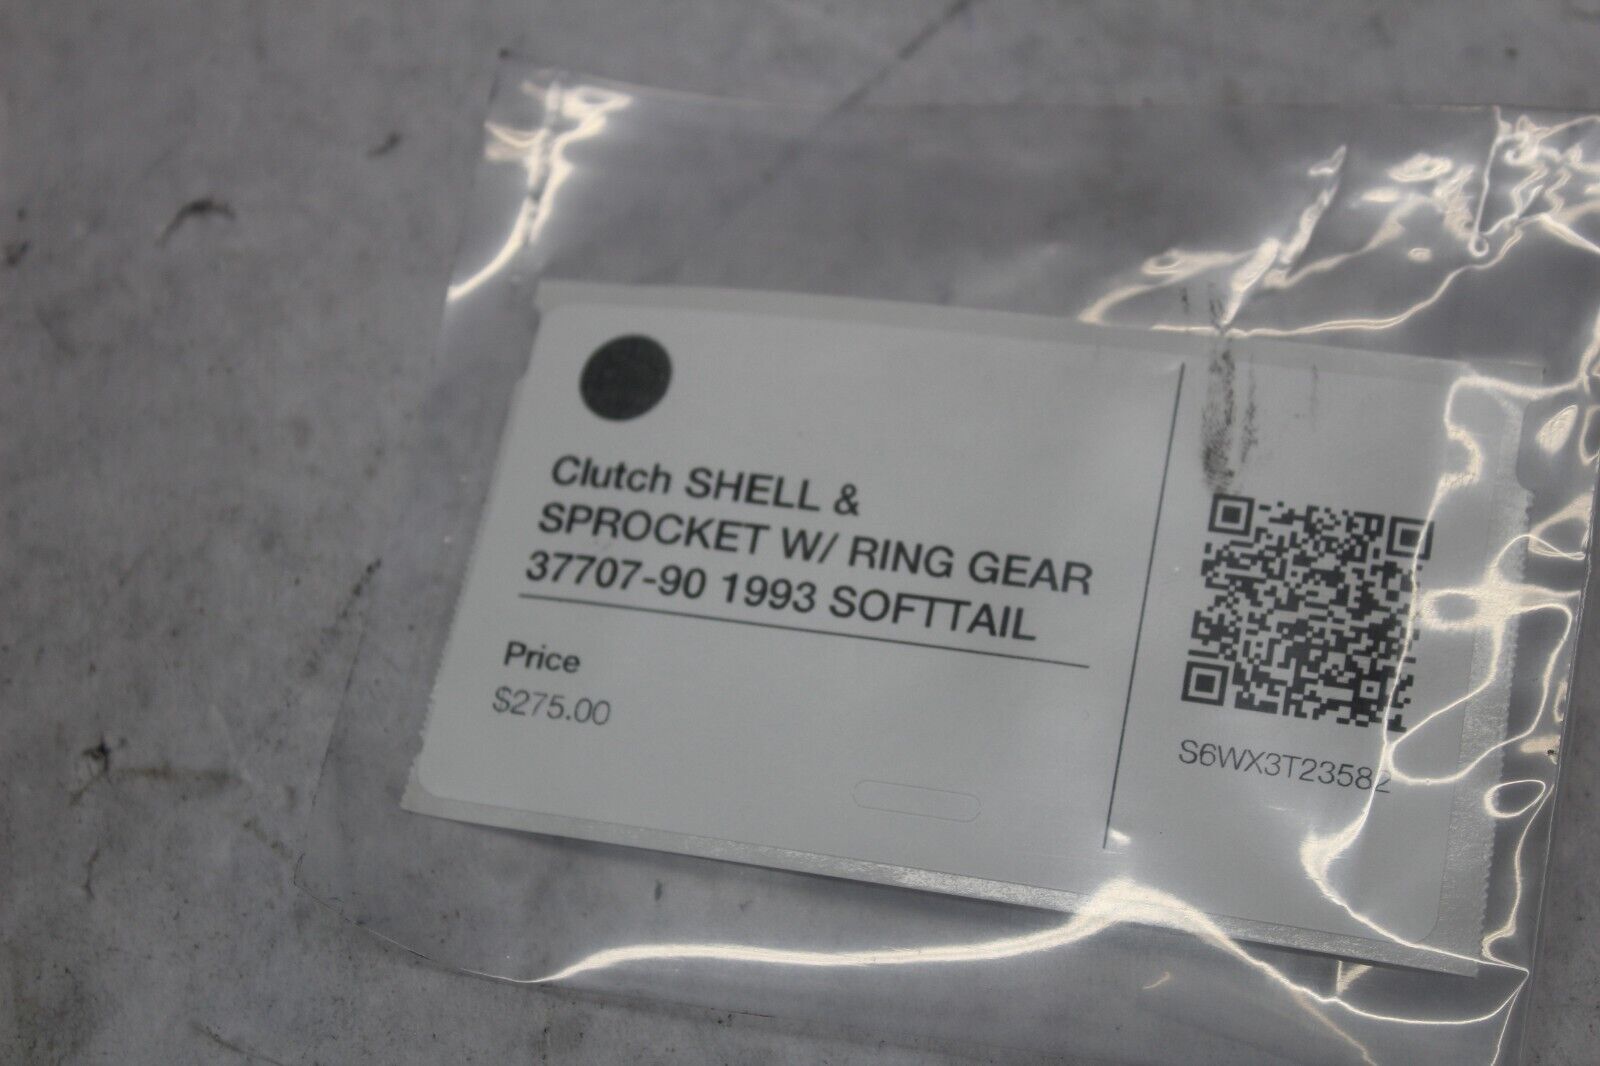 Clutch SHELL &
SPROCKET W/ RING GEAR
37707-90 1993 SOFTTAIL
Price
$275.00
S6WX3T23582